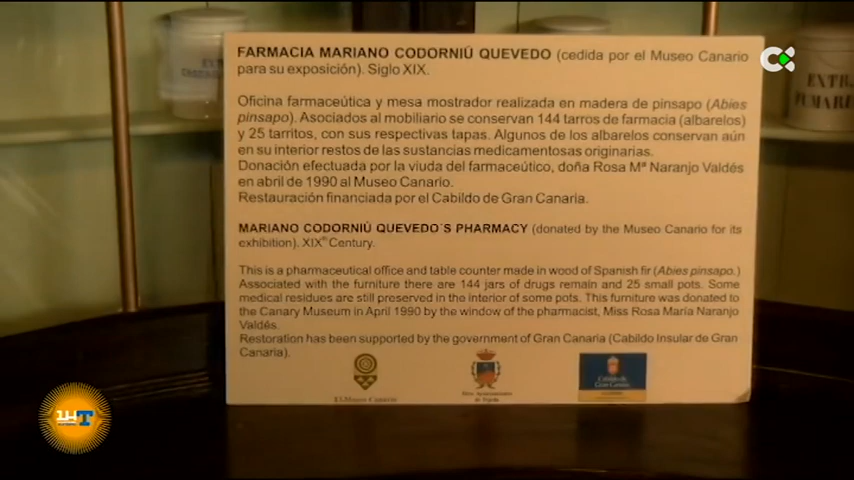 FARMACIA MARIANO CODORNIÚ QUEVEDO (cedida por el Museo Canario
para su exposición). Siglo XIX.
Oficina farmaceútica y mesa mostrador realizada en madera de pinsapo (Abies
pinsapo). Asociados al mobiliario se conservan 144 tarros de farmacia (albarelos)
y 25 tarritos, con sus respectivas tapas. Algunos de los albarelos conservan aún
en su interior restos de las sustancias medicamentosas originarias.
Donación efectuada por la viuda del farmaceútico, doña Rosa Mª Naranjo Valdés
en abril de 1990 al Museo Canario.
Restauración financiada por el Cabildo de Gran Canaria.
MARIANO CODORNIÚ QUEVEDO´S PHARMACY (donated by the Museo Canario for its
exhibition). XIXth Century.
This is a pharmaceutical office and table counter made in wood of Spanish fir (Abies pinsapo.)
Associated with the furniture there are 144 jars of drugs remain and 25 small pots. Some
medical residues are still preserved in the interior of some pots. This furniture was donated to
the Canary Museum in April 1990 by the window of the pharmacist, Miss Rosa María Naranjo
Valdés.
Restoration has been supported by the government of Gran Canaria (Cabildo Insular de Gran
Canaria).
El Museo Canario
Cabildo de
Gran Canaria
EXTR
FUMARI
1HT